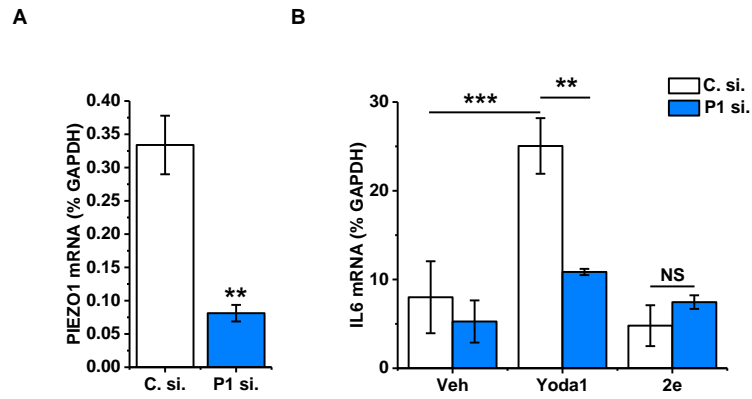 A
B
PIEZO1 mRNA (% GAPDH)
0.40
0.35
0.30
0.25
0.20
0.15
0.10
0.05
0.00
**
C. si.
P1 si.
IL6 mRNA (% GAPDH)
30
20
10
0
***
**
NS
C. si.
P1 si.
Veh
Yoda1
2e